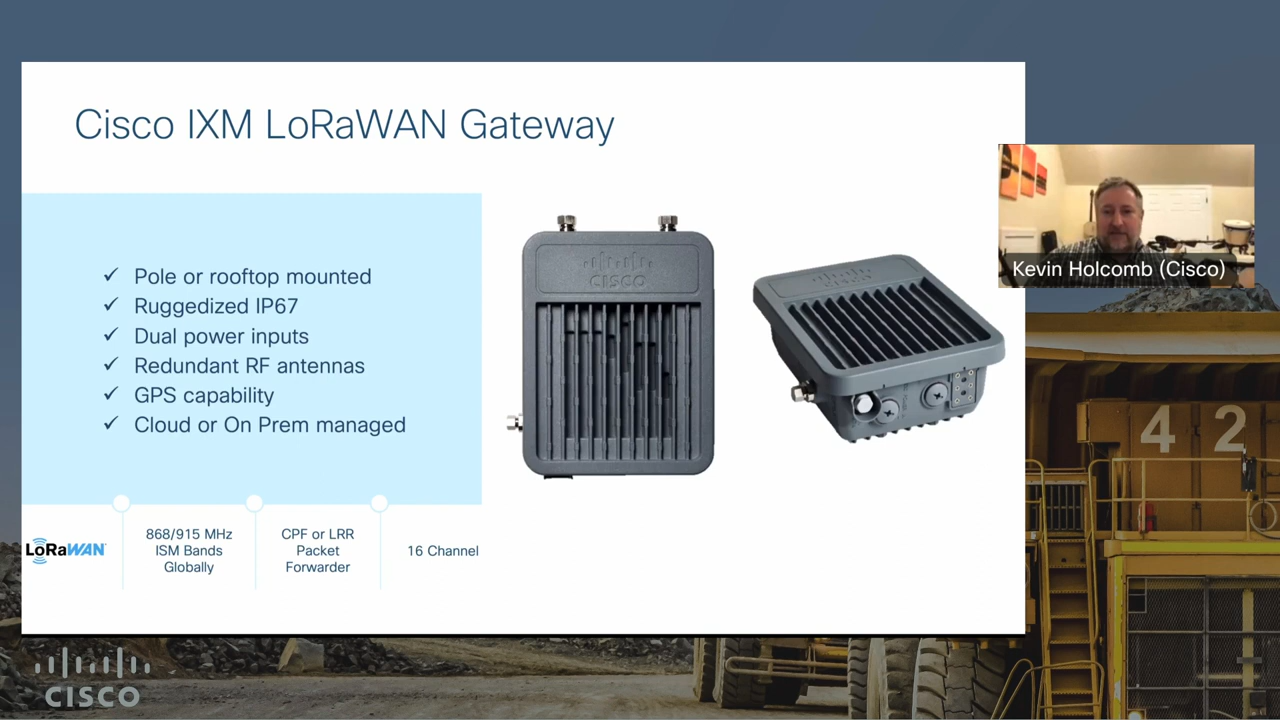 Cisco IXM LoRaWAN Gateway
Pole or rooftop mounted
Ruggedized IP67
Dual power inputs
Redundant RF antennas
GPS capability
Cloud or On Prem managed
LoRaWAN
868/915 MHz
ISM Bands
Globally
CPF or LRR
Packet
Forwarder
16 Channel
CISCO
CISCO
Kevin Holcomb (Cisco)
42
CISCO